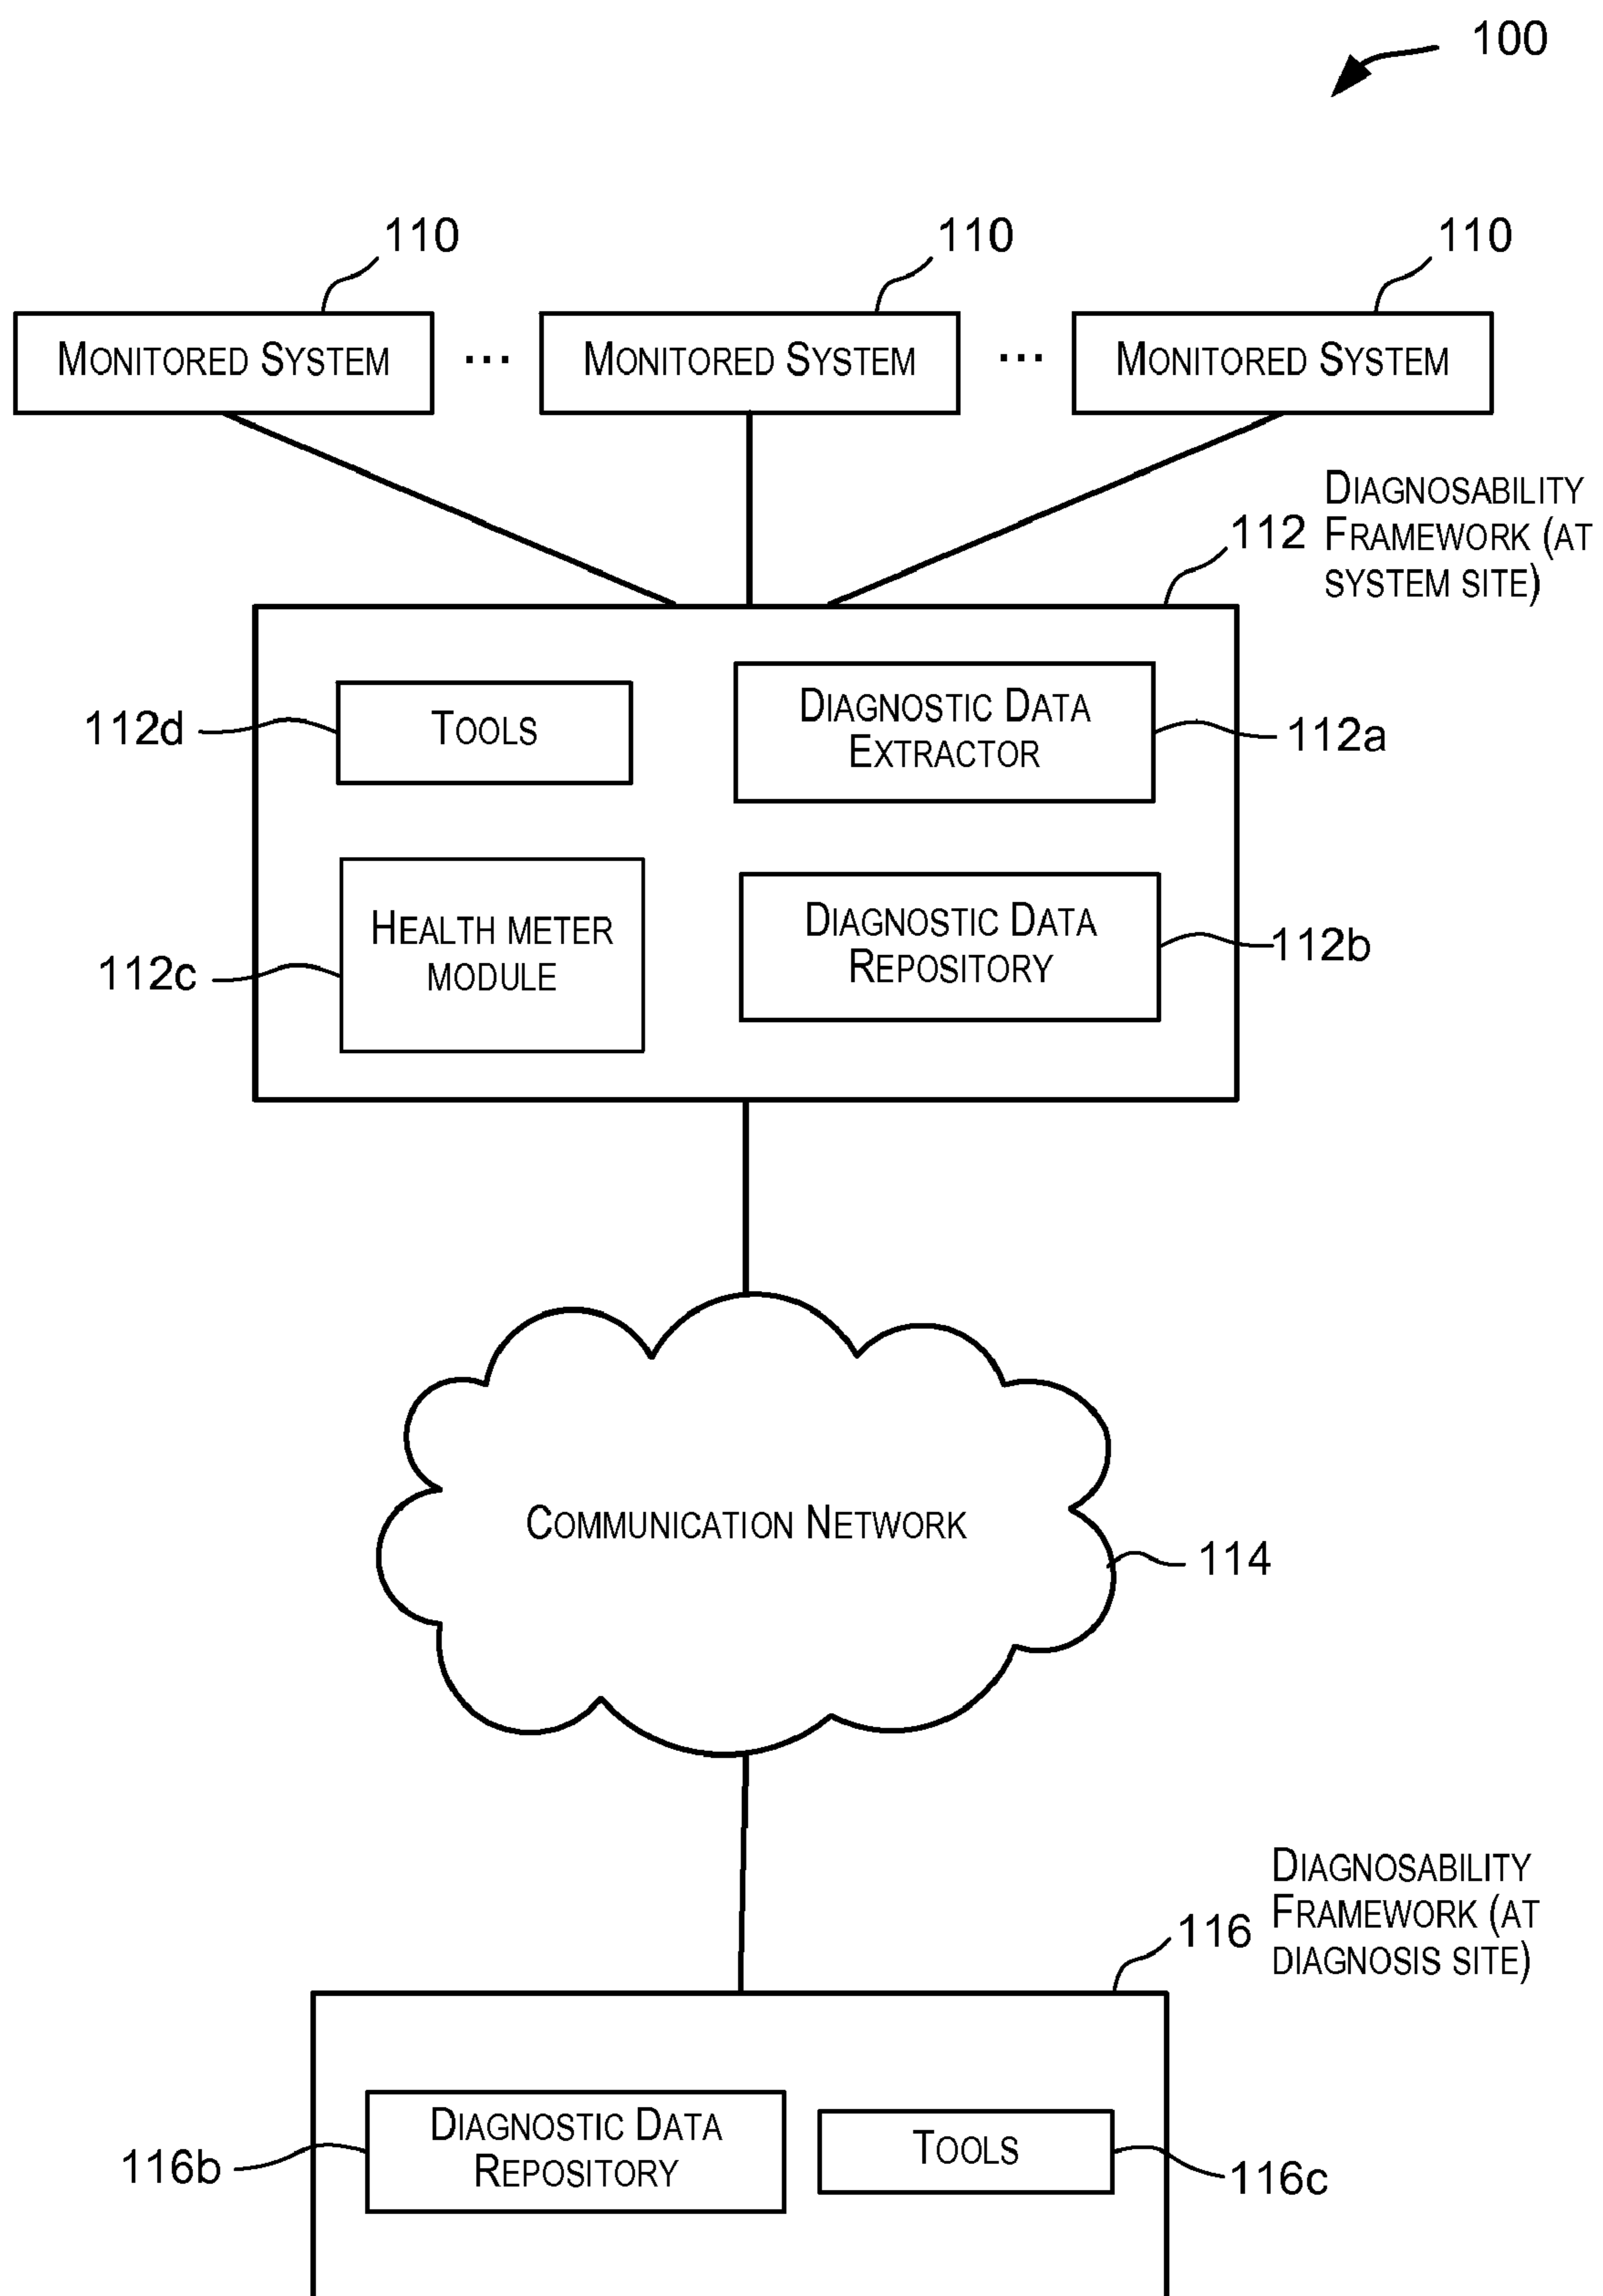 100
110
110
110
MONITORED SYSTEM
...
MONITORED SYSTEM
...
MONITORED SYSTEM
DIAGNOSABILITY
112 FRAMEWORK (AT
SYSTEM SITE)
112d
TOOLS
DIAGNOSTIC DATA
EXTRACTOR
112a
112c
HEALTH METER
MODULE
DIAGNOSTIC DATA
REPOSITORY
112b
COMMUNICATION NETWORK
114
DIAGNOSABILITY
116 FRAMEWORK (AT
DIAGNOSIS SITE)
116b
DIAGNOSTIC DATA
REPOSITORY
TOOLS
116c